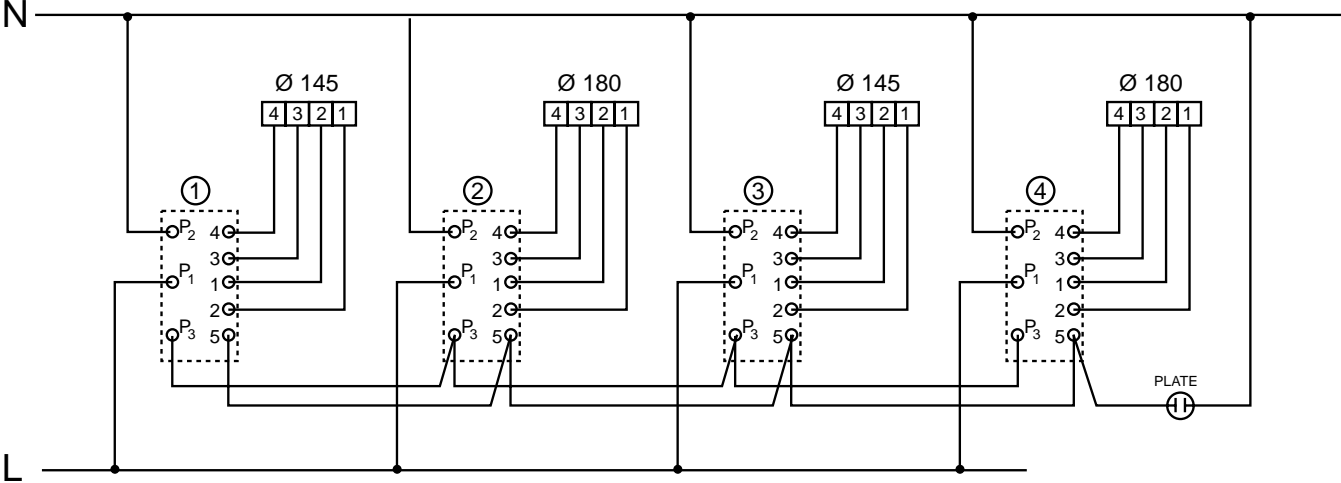 N
Ø 145 Ø 180 Ø 145 Ø 180
4 3 2 1 4 3 2 1 4 3 2 1 4 3 2 1
1 2 3 4
P2 4 P2 4 P2 4 P2 4
3 3 3 3
P1 1 P1 1 P1 1 P1 1
2 2 2 2
P3 5 P3 5 P3 5 P3 5
PLATE
L